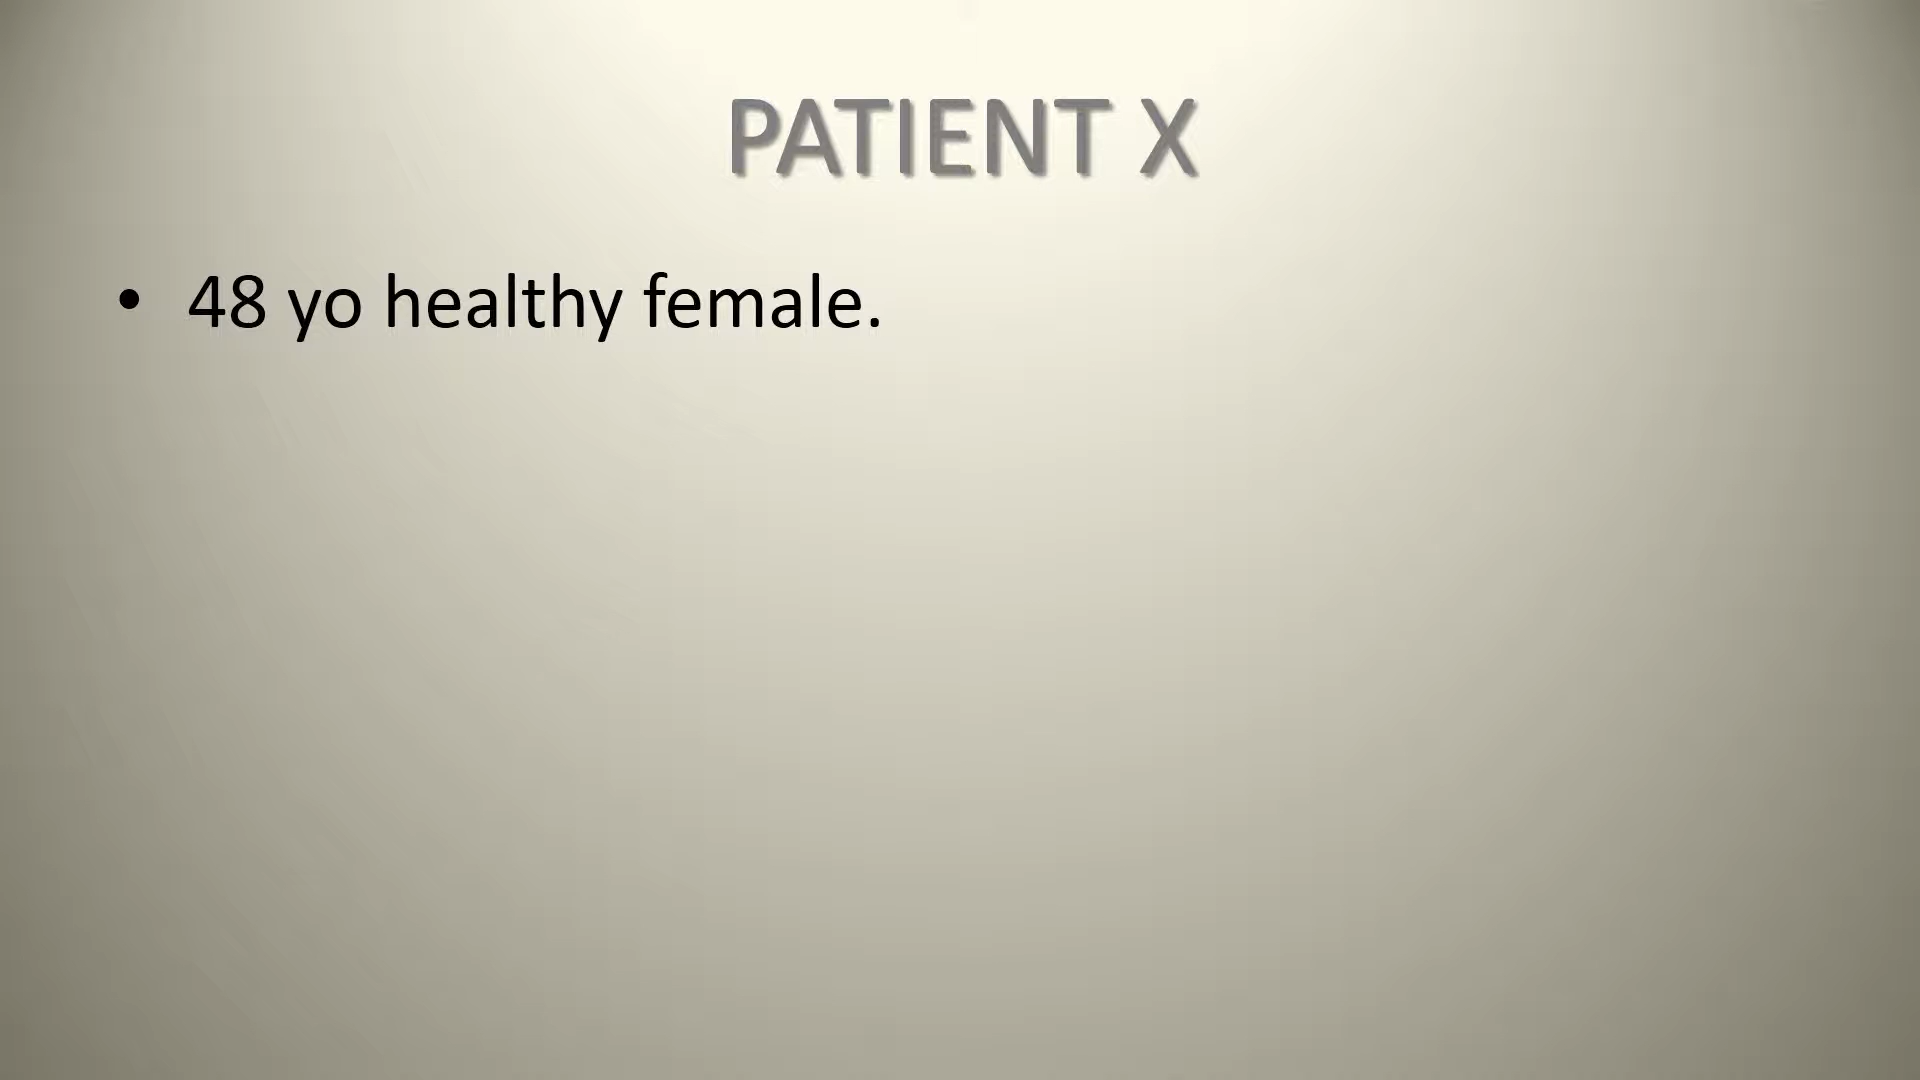 PATIENT X
• 48 yo healthy female.